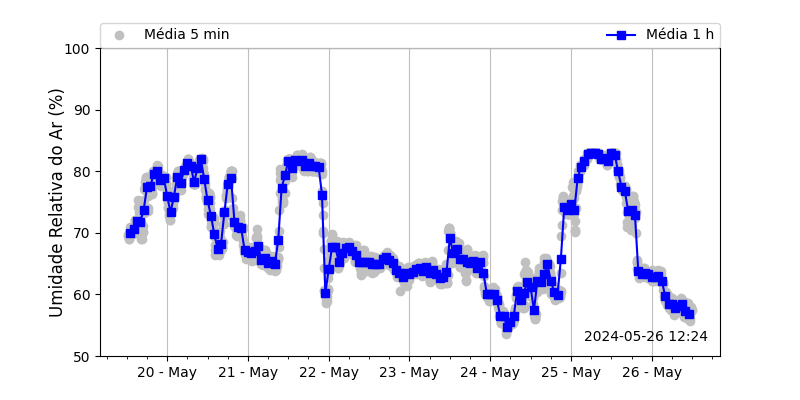 Média 5 min
Média 1 h
Umidade Relativa do Ar (%)
100
90
80
70
60
50
2024-05-26 12:24
20 - May
21 - May
22 - May
23 - May
24 - May
25 - May
26 - May